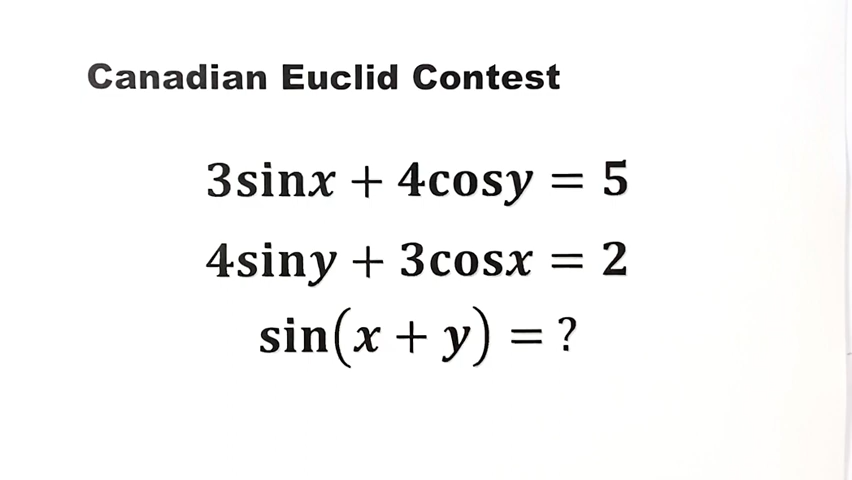 Canadian Euclid Contest
3sinx + 4cosy = 5
4siny + 3cosx = 2
sin(x + y) = ?